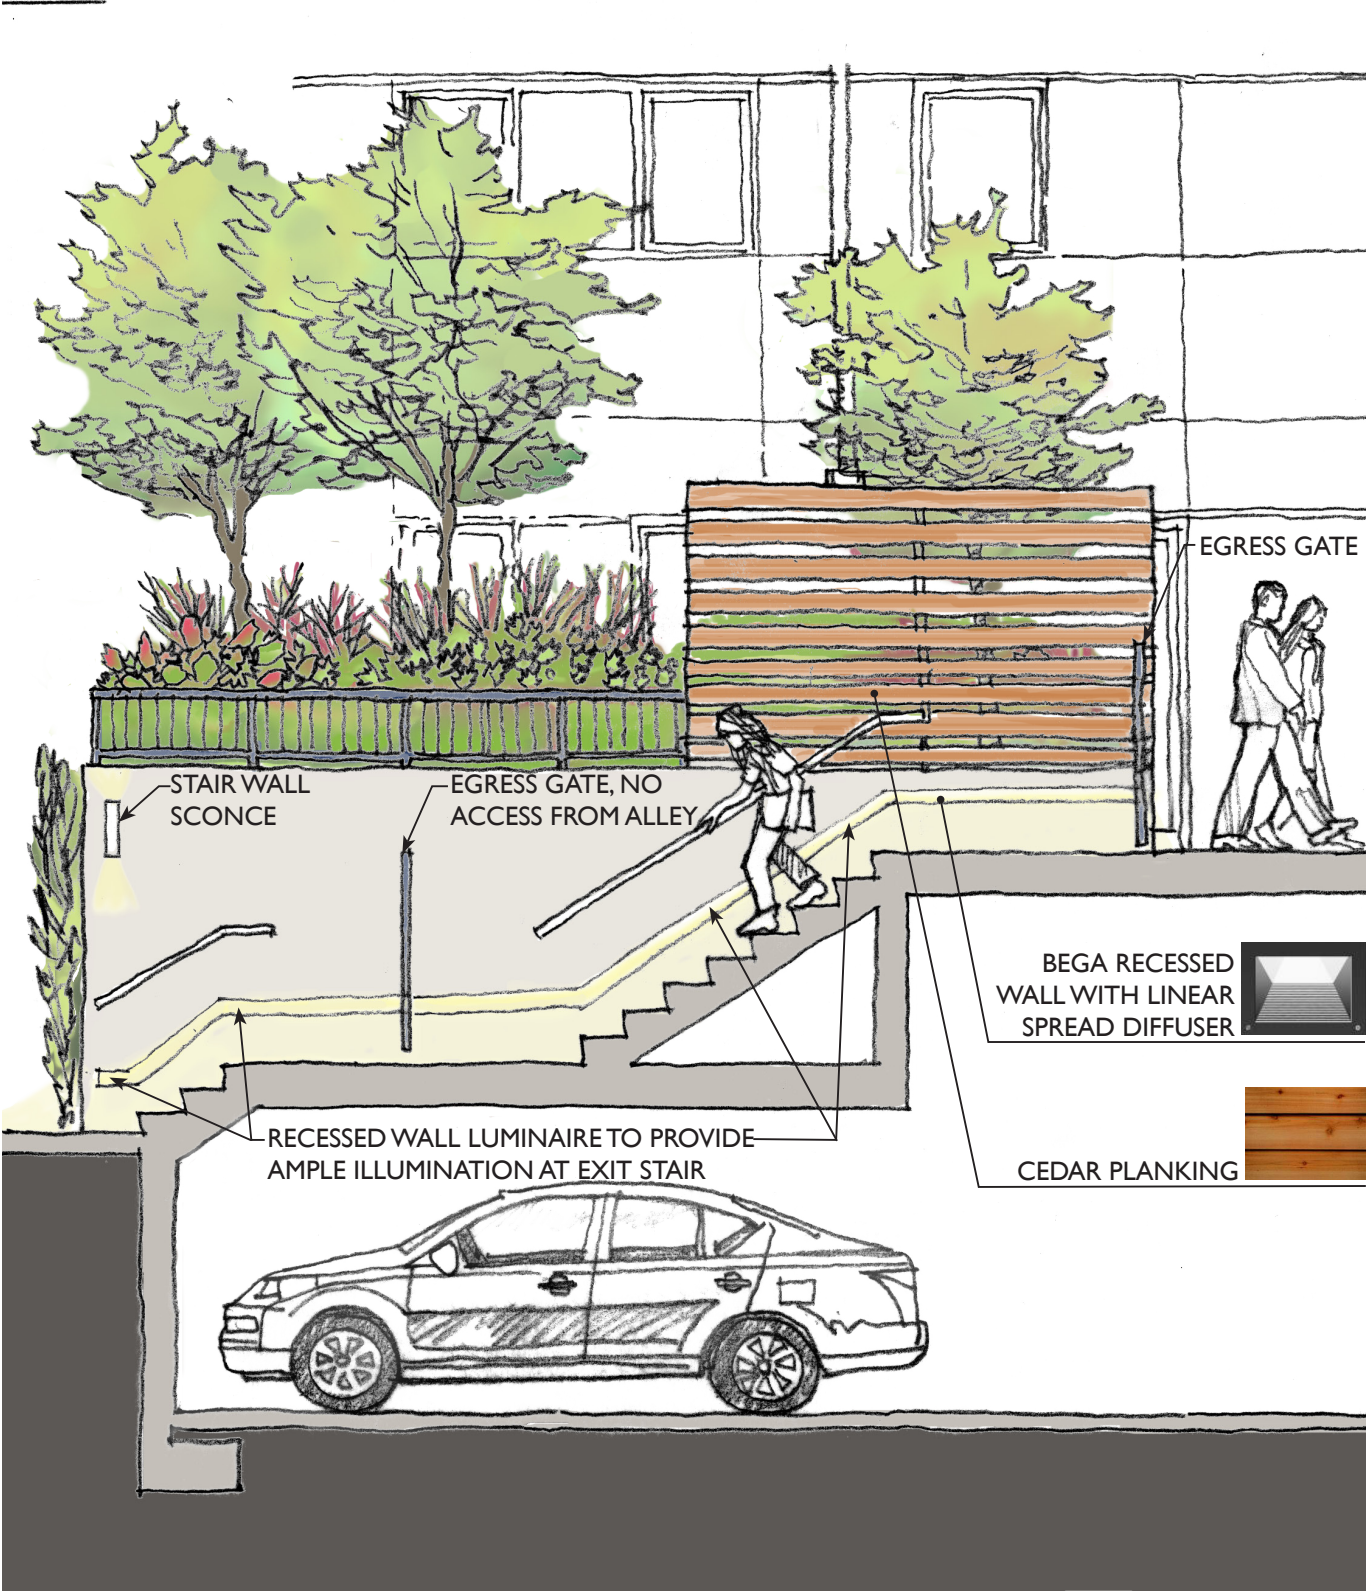 EGRESS GATE
STAIR WALL
SCONCE
EGRESS GATE, NO
ACCESS FROM ALLEY
BEGA RECESSED
WALL WITH LINEAR
SPREAD DIFFUSER
RECESSED WALL LUMINAIRE TO PROVIDE
AMPLE ILLUMINATION AT EXIT STAIR
CEDAR PLANKING